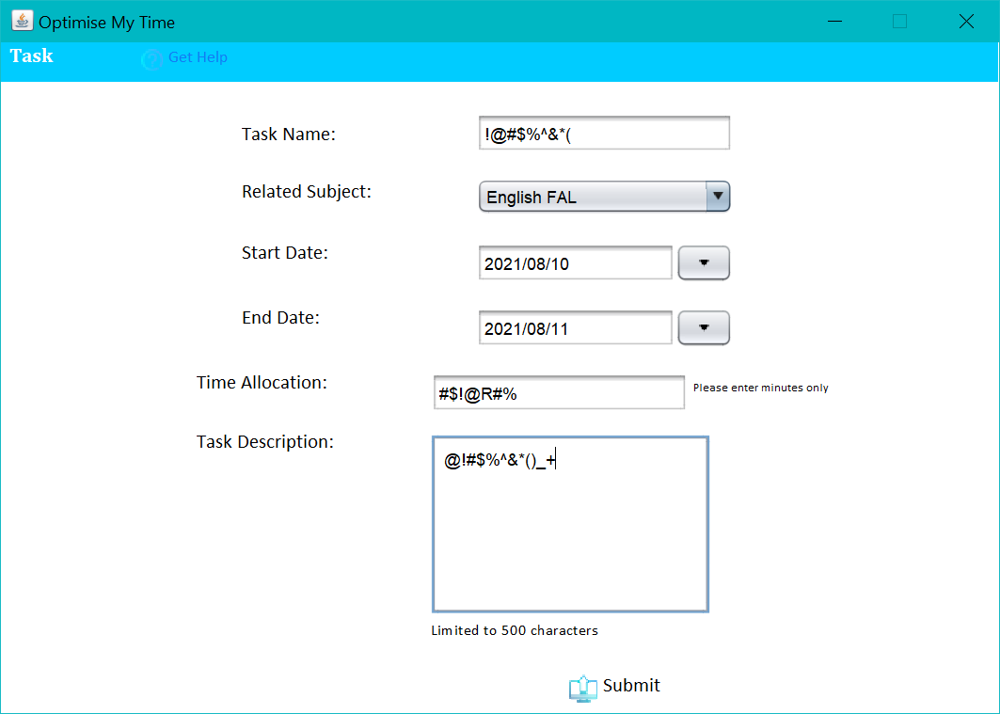 Optimise My Time
Task
Get Help
Task Name: !@#$%^&*(
Related Subject: English FAL
Start Date: 2021/08/10
End Date: 2021/08/11
Time Allocation: #$!@R#% Please enter minutes only
Task Description: @!#$%^&*()_+
Limited to 500 characters
Submit